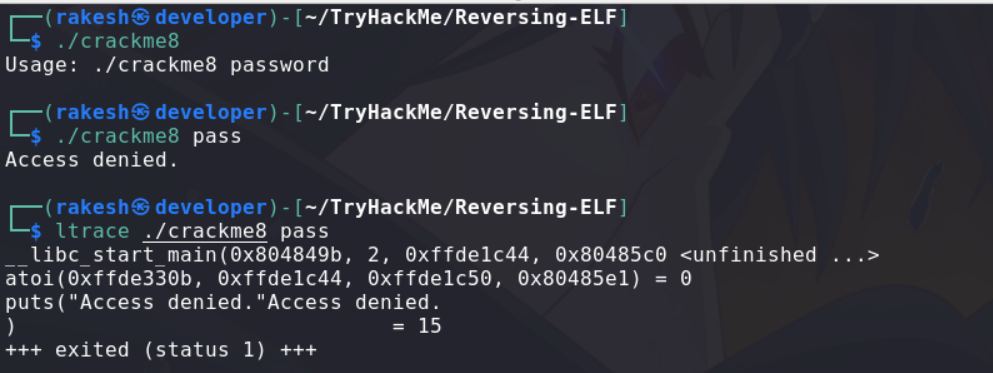 ┌──(rakesh㉿developer)-[~/TryHackMe/Reversing-ELF]
└─$ ./crackme8
Usage: ./crackme8 password
┌──(rakesh㉿developer)-[~/TryHackMe/Reversing-ELF]
└─$ ./crackme8 pass
Access denied.
┌──(rakesh㉿developer)-[~/TryHackMe/Reversing-ELF]
└─$ ltrace ./crackme8 pass
__libc_start_main(0x804849b, 2, 0xffde1c44, 0x80485c0 <unfinished ...>
atoi(0xffde330b, 0xffde1c44, 0xffde1c50, 0x80485e1) = 0
puts("Access denied."Access denied.
) = 15
+++ exited (status 1) +++